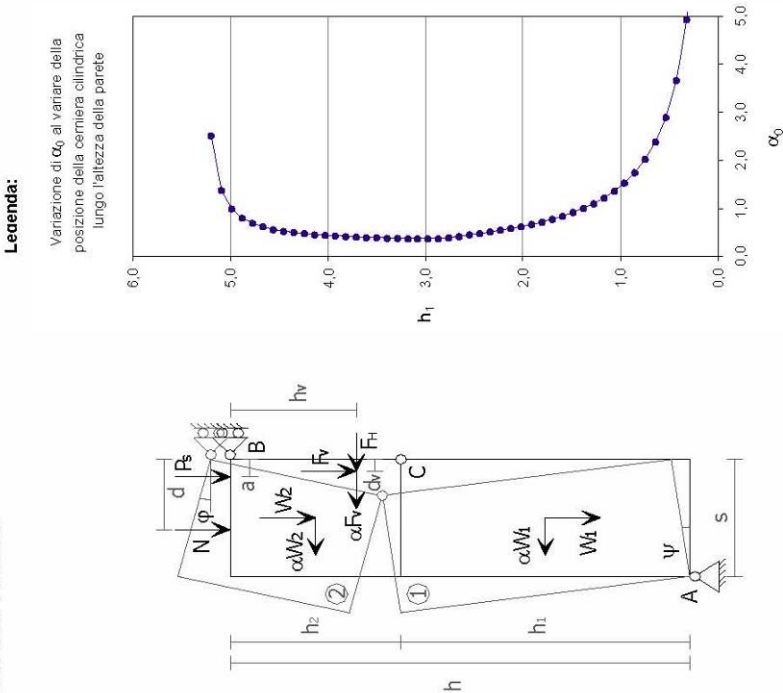 Legenda:
Variazione di α₀ al variare della
posizione della cerniera cilindrica
lungo l'altezza della parete
h₁
6,0
5,0
4,0
3,0
2,0
1,0
0,0
0,0
1,0
2,0
3,0
4,0
5,0
α₀
d
Ps
N
φ
a
B
hv
Fv
FH
dv
αFv
W2
αW2
C
2
1
αW1
W1
ψ
A
s
h2
h1
h